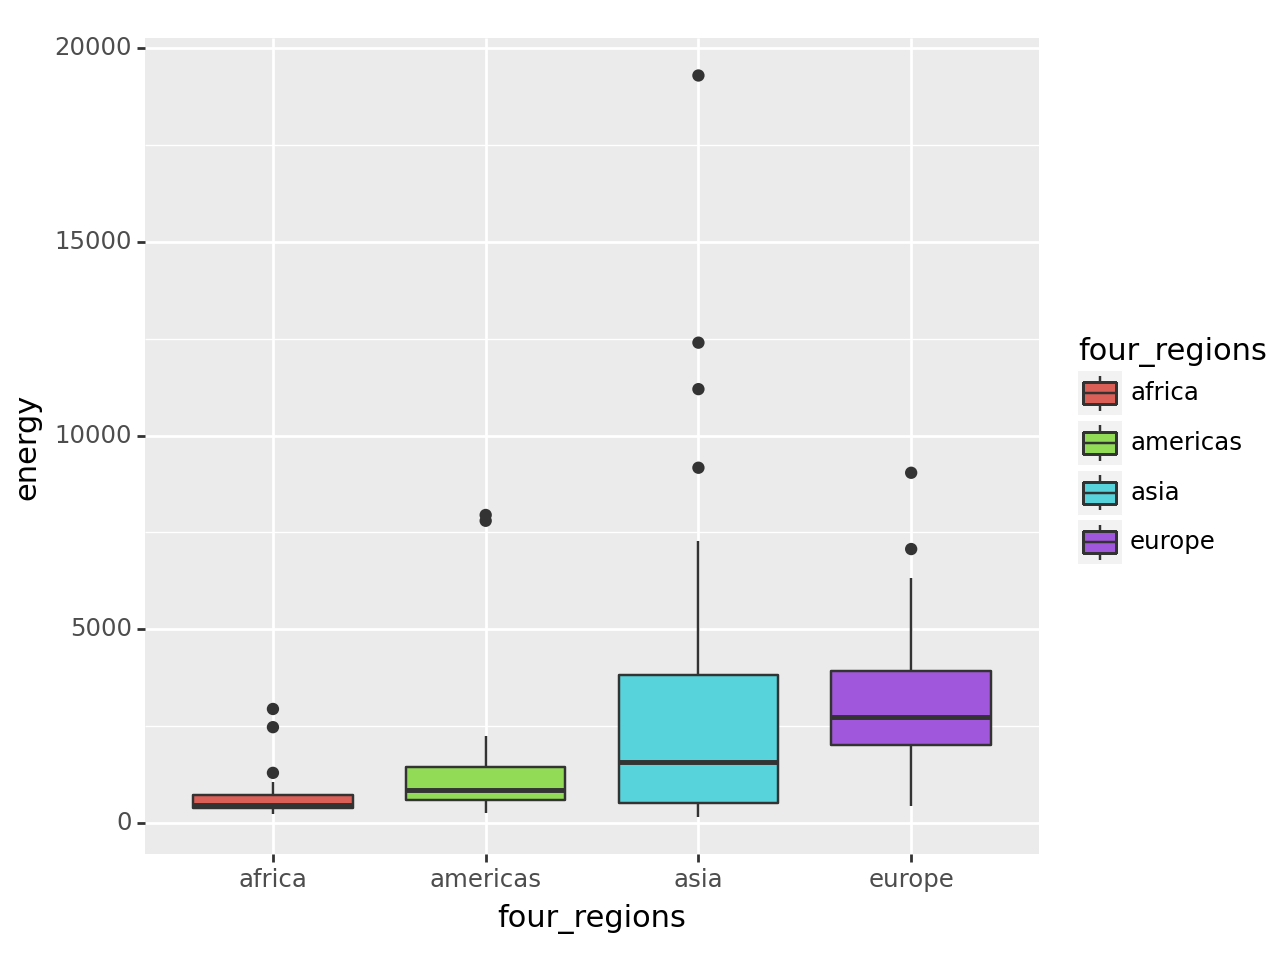 20000
15000
10000
5000
0
energy
africa
americas
asia
europe
four_regions
four_regions
africa
americas
asia
europe